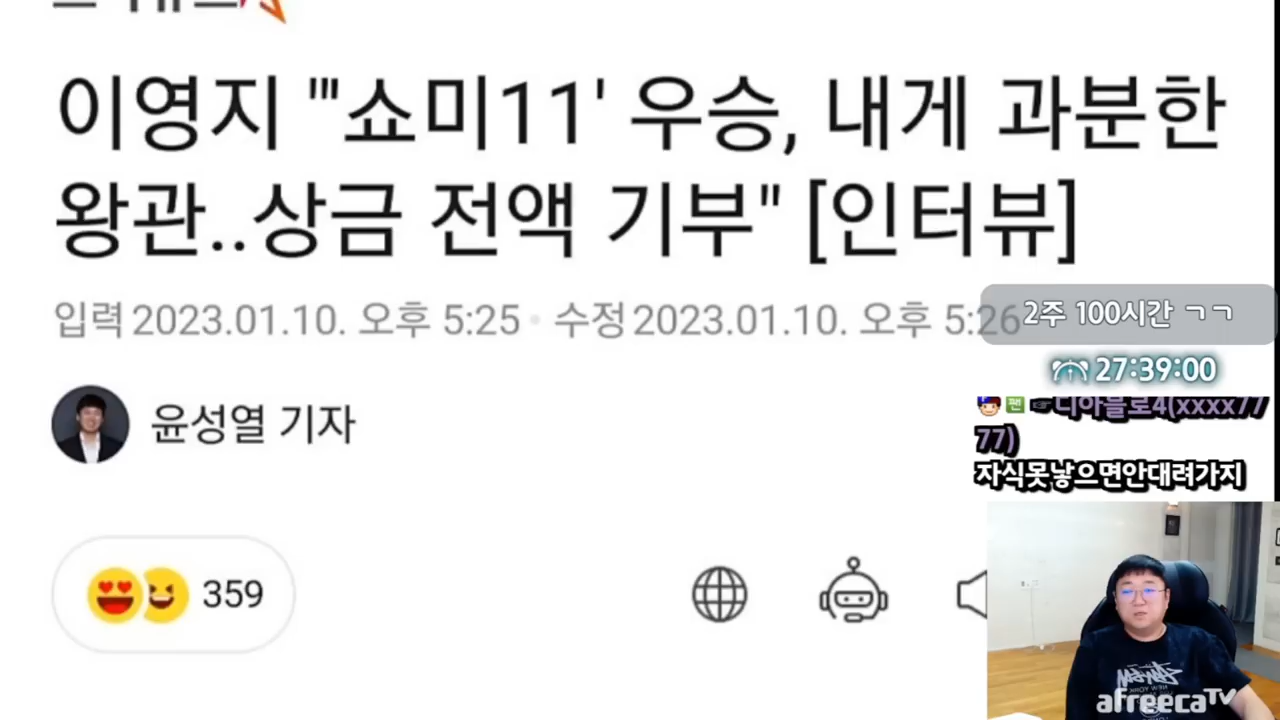 이영지 "'쇼미11' 우승, 내게 과분한
왕관..상금 전액 기부" [인터뷰]
입력 2023.01.10. 오후 5:25 · 수정 2023.01.10. 오후 5:26
2주 100시간 ㄱㄱ
27:39:00
윤성열 기자
팬 ☞디아블로4(xxxx77
77)
자식못낳으면안대려가지
359
NEW YORK
afreecaTV